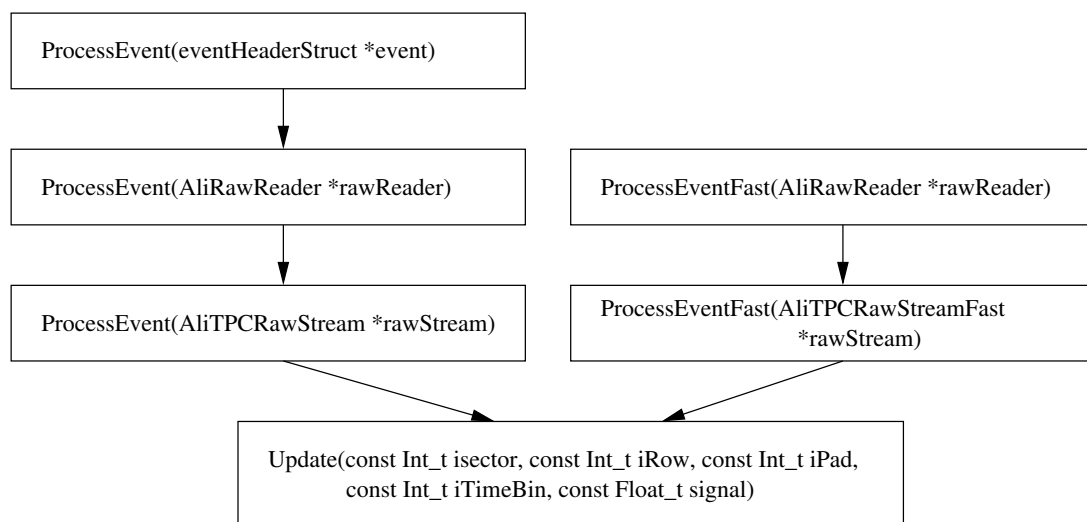 ProcessEvent(eventHeaderStruct *event)
ProcessEvent(AliRawReader *rawReader)
ProcessEventFast(AliRawReader *rawReader)
ProcessEvent(AliTPCRawStream *rawStream)
ProcessEventFast(AliTPCRawStreamFast
*rawStream)
Update(const Int_t isector, const Int_t iRow, const Int_t iPad,
const Int_t iTimeBin, const Float_t signal)